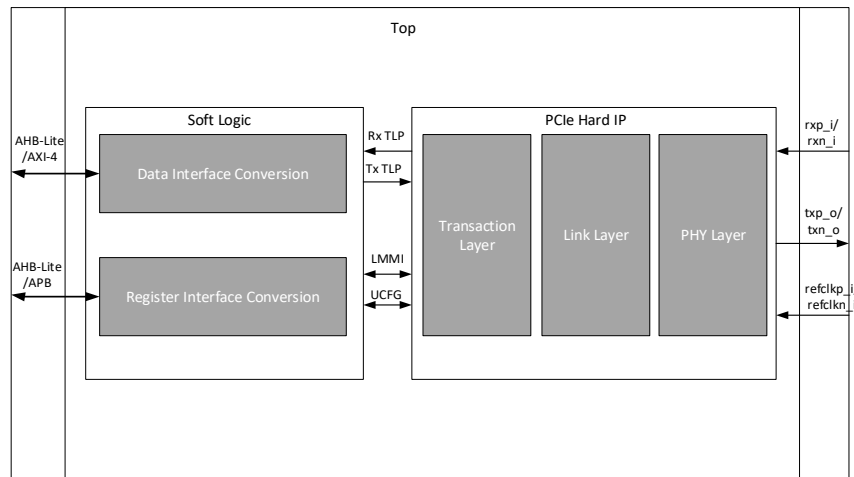 Top
Soft Logic
PCIe Hard IP
AHB-Lite
/AXI-4
Data Interface Conversion
Rx TLP
Tx TLP
Transaction
Layer
Link Layer
PHY Layer
rxp_i/
rxn_i
txp_o/
txn_o
AHB-Lite
/APB
Register Interface Conversion
LMMI
UCFG
refclkp_i
refclkn_i